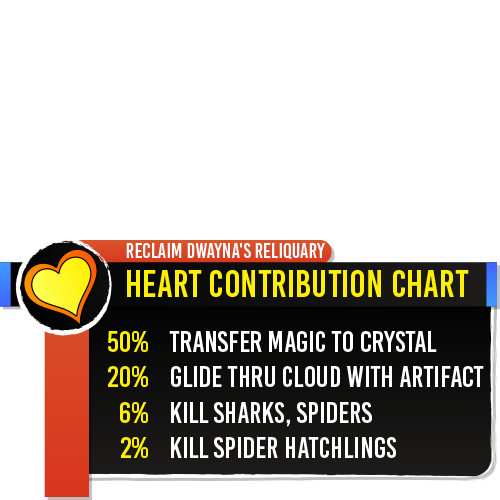 RECLAIM DWAYNA'S RELIQUARY
HEART CONTRIBUTION CHART
50% TRANSFER MAGIC TO CRYSTAL
20% GLIDE THRU CLOUD WITH ARTIFACT
6% KILL SHARKS, SPIDERS
2% KILL SPIDER HATCHLINGS